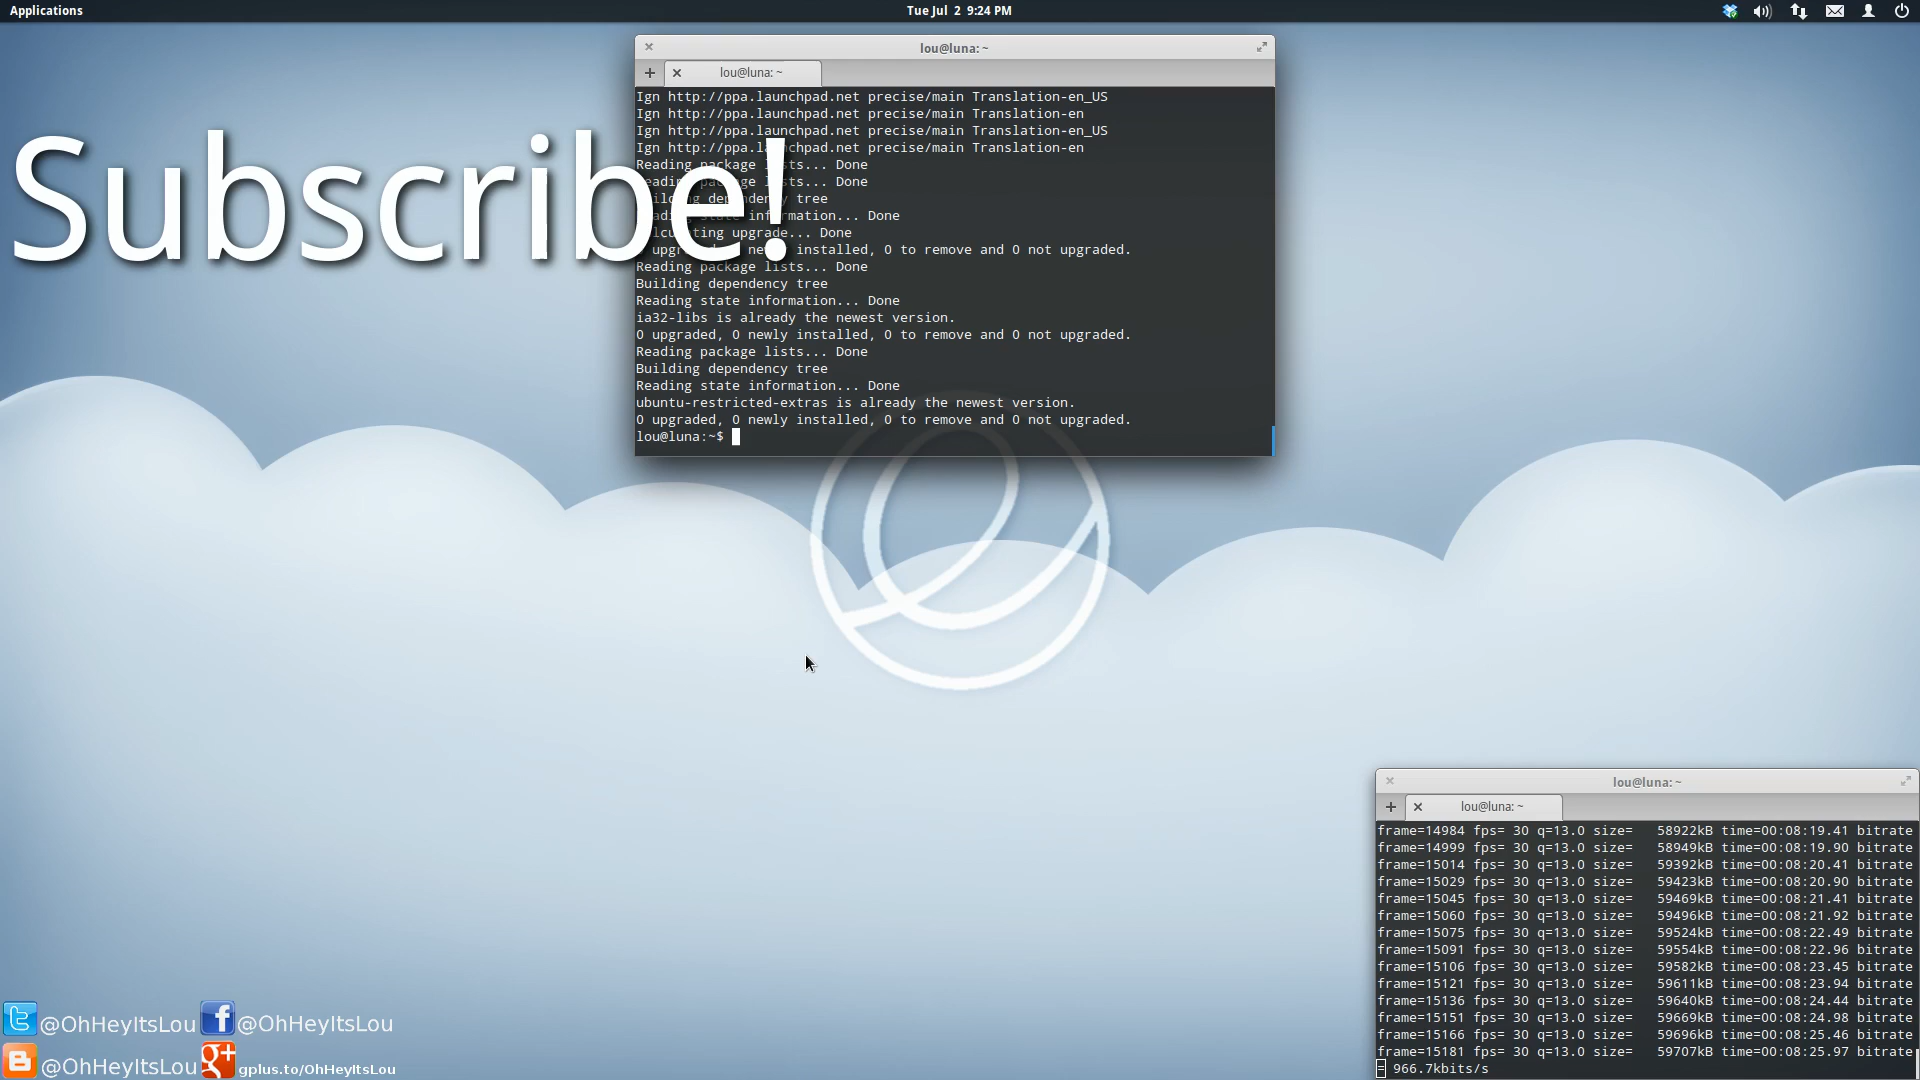 Applications
Tue Jul 2 9:24 PM
lou@luna: ~
lou@luna: ~
Ign http://ppa.launchpad.net precise/main Translation-en_US
Ign http://ppa.launchpad.net precise/main Translation-en
Ign http://ppa.launchpad.net precise/main Translation-en_US
Ign http://ppa.launchpad.net precise/main Translation-en
Reading package lists... Done
Reading package lists... Done
Building dependency tree
Reading state information... Done
Calculating upgrade... Done
upgraded, newly installed, 0 to remove and 0 not upgraded.
Reading package lists... Done
Building dependency tree
Reading state information... Done
ia32-libs is already the newest version.
0 upgraded, 0 newly installed, 0 to remove and 0 not upgraded.
Reading package lists... Done
Building dependency tree
Reading state information... Done
ubuntu-restricted-extras is already the newest version.
0 upgraded, 0 newly installed, 0 to remove and 0 not upgraded.
lou@luna:~$
Subscribe!
lou@luna: ~
lou@luna: ~
frame=14984 fps= 30 q=13.0 size= 58922kB time=00:08:19.41 bitrate
frame=14999 fps= 30 q=13.0 size= 58949kB time=00:08:19.90 bitrate
frame=15014 fps= 30 q=13.0 size= 59392kB time=00:08:20.41 bitrate
frame=15029 fps= 30 q=13.0 size= 59423kB time=00:08:20.90 bitrate
frame=15045 fps= 30 q=13.0 size= 59469kB time=00:08:21.41 bitrate
frame=15060 fps= 30 q=13.0 size= 59496kB time=00:08:21.92 bitrate
frame=15075 fps= 30 q=13.0 size= 59524kB time=00:08:22.49 bitrate
frame=15091 fps= 30 q=13.0 size= 59554kB time=00:08:22.96 bitrate
frame=15106 fps= 30 q=13.0 size= 59582kB time=00:08:23.45 bitrate
frame=15121 fps= 30 q=13.0 size= 59611kB time=00:08:23.94 bitrate
frame=15136 fps= 30 q=13.0 size= 59640kB time=00:08:24.44 bitrate
frame=15151 fps= 30 q=13.0 size= 59669kB time=00:08:24.98 bitrate
frame=15166 fps= 30 q=13.0 size= 59696kB time=00:08:25.46 bitrate
frame=15181 fps= 30 q=13.0 size= 59707kB time=00:08:25.97 bitrate
= 966.7kbits/s
@OhHeyItsLou @OhHeyItsLou
@OhHeyItsLou gplus.to/OhHeyItsLou